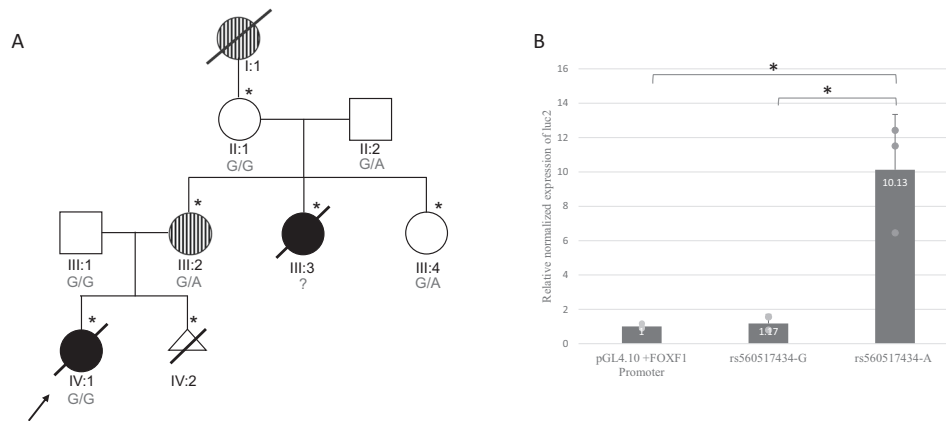 A
I:1
*
II:1
G/G
II:2
G/A
*
*
*
III:1
G/G
III:2
G/A
III:3
?
III:4
G/A
*
*
IV:1
G/G
IV:2
B
Relative normalized expression of luc2
16
14
12
10
8
6
4
2
0
*
*
1
1.17
10.13
pGL4.10 +FOXF1
Promoter
rs560517434-G
rs560517434-A